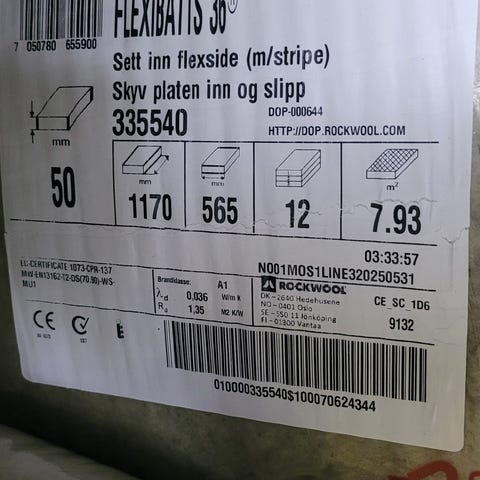 FLEXIBATTS 36®
7 050780 655900
Sett inn flexside (m/stripe)
Skyv platen inn og slipp
335540
DOP-000644
HTTP://DOP.ROCKWOOL.COM
mm
50
mm
1170
mm
565
12
m²
7.93
03:33:57
N001MOS1LINE320250531
EC-CERTIFICATE 1073-CPR-137
MW-EN13162-T2-DS(70,90)-WS-
MU1
Brandklasse: A1
λd 0,036 W/m K
Rd 1,35 M2 K/W
ROCKWOOL
DK - 2640 Hedehusene
NO - 0401 Oslo
SE - 550 11 Jönköping
FI - 01300 Vantaa
CE_SC_1D6
9132
CE
137
E
010000335540$100070624344